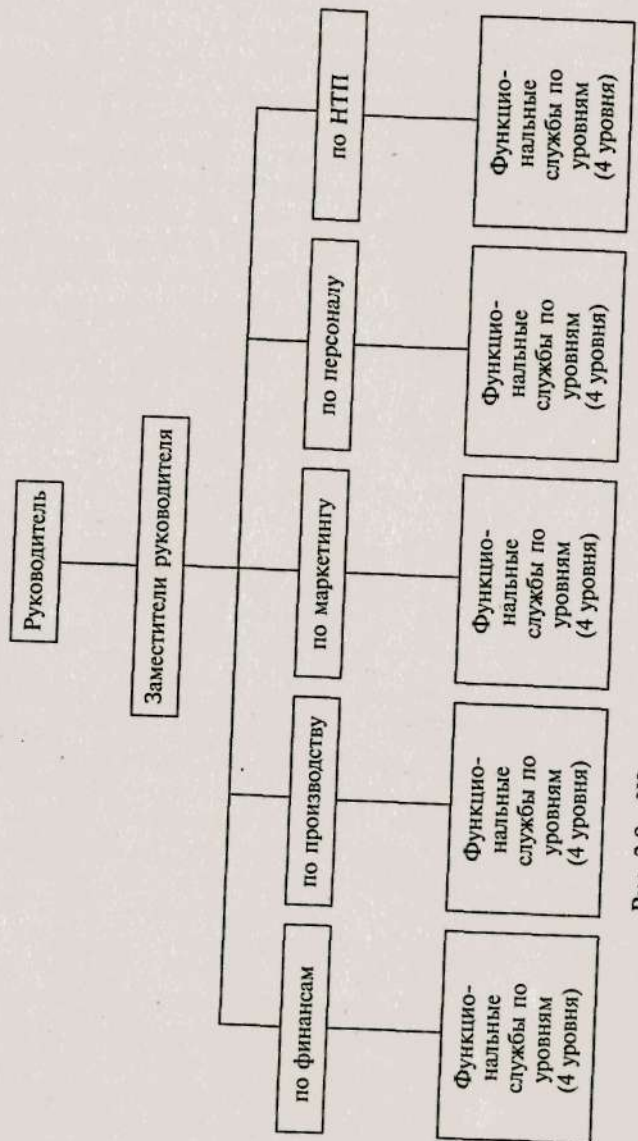 Руководитель
Заместители руководителя
по финансам
по производству
по маркетингу
по персоналу
по НТП
Функцио-
нальные
службы по
уровням
(4 уровня)
Функцио-
нальные
службы по
уровням
(4 уровня)
Функцио-
нальные
службы по
уровням
(4 уровня)
Функцио-
нальные
службы по
уровням
(4 уровня)
Функцио-
нальные
службы по
уровням
(4 уровня)